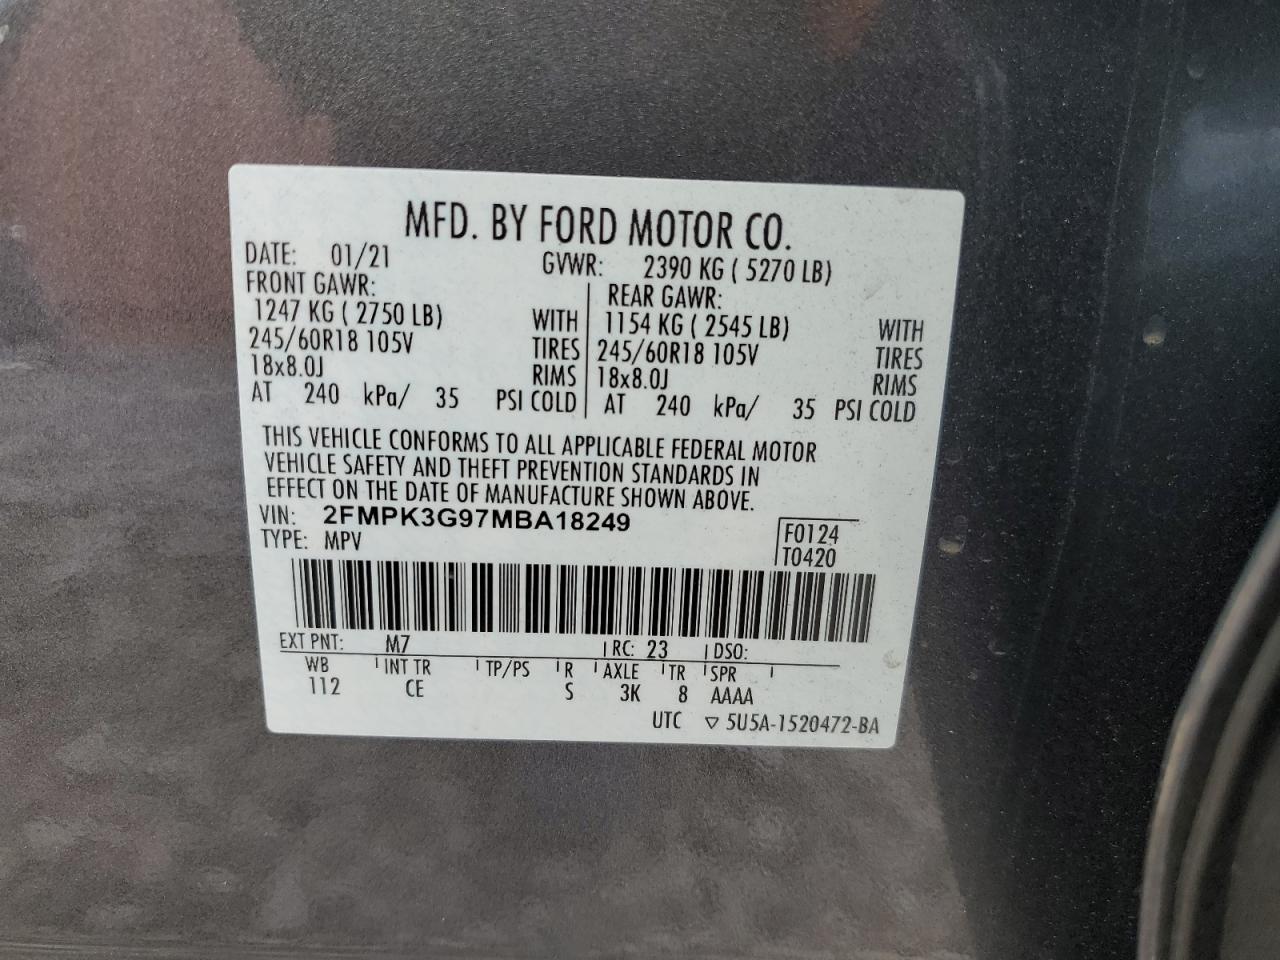 MFD. BY FORD MOTOR CO.
DATE: 01/21 GVWR: 2390 KG ( 5270 LB)
FRONT GAWR: REAR GAWR:
1247 KG ( 2750 LB) WITH 1154 KG ( 2545 LB) WITH
245/60R18 105V TIRES 245/60R18 105V TIRES
18x8.0J RIMS 18x8.0J RIMS
AT 240 kPa/ 35 PSI COLD AT 240 kPa/ 35 PSI COLD
THIS VEHICLE CONFORMS TO ALL APPLICABLE FEDERAL MOTOR
VEHICLE SAFETY AND THEFT PREVENTION STANDARDS IN
EFFECT ON THE DATE OF MANUFACTURE SHOWN ABOVE.
VIN: 2FMPK3G97MBA18249 F0124
TYPE: MPV T0420
EXT PNT: M7 RC: 23 DSO:
WB INT TR TP/PS R AXLE TR SPR
112 CE S 3K 8 AAAA
UTC ▽ 5U5A-1520472-BA